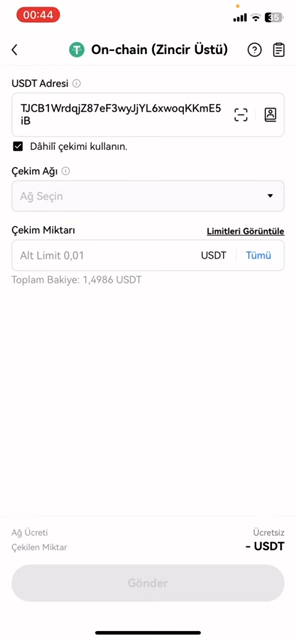 00:44
35
On-chain (Zincir Üstü)
USDT Adresi
TJCB1WrdqjZ87eF3wyJjYL6xwoqKKmE5
iB
Dâhilî çekimi kullanın.
Çekim Ağı
Ağ Seçin
Çekim Miktarı Limitleri Görüntüle
Alt Limit 0,01 USDT Tümü
Toplam Bakiye: 1,4986 USDT
Ağ Ücreti Ücretsiz
Çekilen Miktar - USDT
Gönder